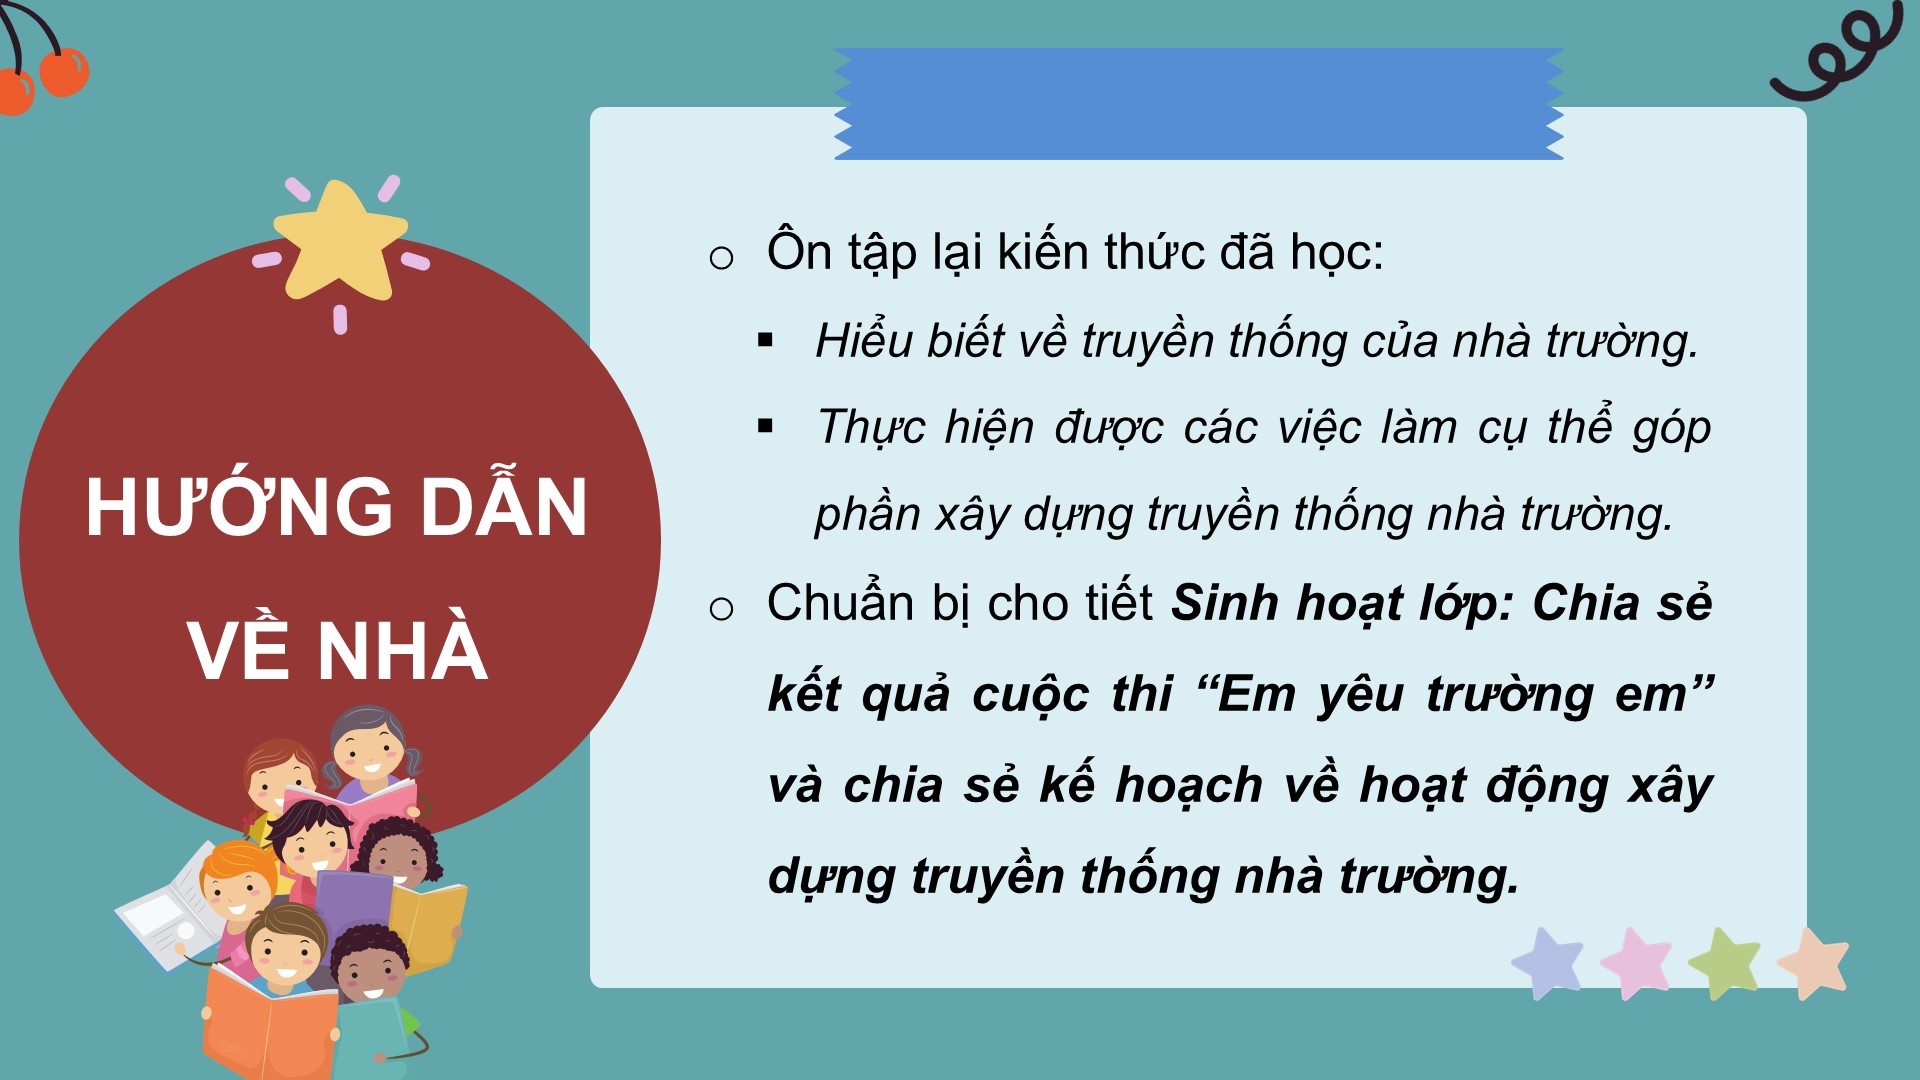 HƯỚNG DẪN
VỀ NHÀ
Ôn tập lại kiến thức đã học:
Hiểu biết về truyền thống của nhà trường.
Thực hiện được các việc làm cụ thể góp
phần xây dựng truyền thống nhà trường.
Chuẩn bị cho tiết Sinh hoạt lớp: Chia sẻ
kết quả cuộc thi “Em yêu trường em”
và chia sẻ kế hoạch về hoạt động xây
dựng truyền thống nhà trường.